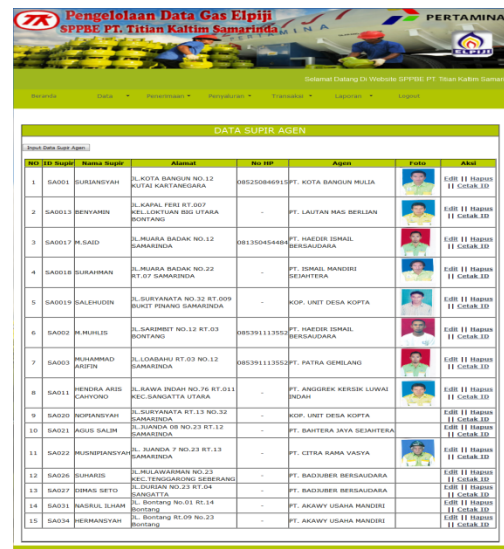 Pengelolaan Data Gas Elpiji
SPPBE PT. Titian Kaltim Samarinda
PERTAMINA
PERTAMINA
ELPIJI
Selamat Datang Di Website SPPBE PT. Titian Kaltim Samari
Beranda Data Penerimaan Penyaluran Transaksi Laporan Logout
DATA SUPIR AGEN
Input Data Supir Agen
NO ID Supir Nama Supir Alamat No HP Agen Foto Aksi
1 SA001 SURIANSYAH JL.KOTA BANGUN NO.12 KUTAI KARTANEGARA 085250846915 PT. KOTA BANGUN MULIA Edit || Hapus || Cetak ID
2 SA0013 BENYAMIN JL.KAPAL FERI RT.007 KEL.LOKTUAN BIG UTARA BONTANG - PT. LAUTAN MAS BERLIAN Edit || Hapus || Cetak ID
3 SA0017 M.SAID JL.MUARA BADAK NO.12 SAMARINDA 081350454484 PT. HAEDIR ISMAIL BERSAUDARA Edit || Hapus || Cetak ID
4 SA0018 SURAHMAN JL.MUARA BADAK NO.22 RT.07 SAMARINDA - PT. ISMAIL MANDIRI SEJAHTERA Edit || Hapus || Cetak ID
5 SA0019 SALEHUDIN JL.SURYANATA NO.32 RT.009 BUKIT PINANG SAMARINDA - KOP. UNIT DESA KOPTA Edit || Hapus || Cetak ID
6 SA002 M.MUHLIS JL.SARIMBIT NO.12 RT.03 BONTANG 085391113552 PT. HAEDIR ISMAIL BERSAUDARA Edit || Hapus || Cetak ID
7 SA003 MUHAMMAD ARIFIN JL.LOABAHU RT.03 NO.12 SAMARINDA 085391113552 PT. PATRA GEMILANG Edit || Hapus || Cetak ID
8 SA011 HENDRA ARIS CAHYONO JL.RAWA INDAH NO.76 RT.011 KEC.SANGATTA UTARA - PT. ANGGREK KERSIK LUWAI INDAH Edit || Hapus || Cetak ID
9 SA020 NOPIANSYAH JL.SURYANATA RT.13 NO.32 SAMARINDA - KOP. UNIT DESA KOPTA Edit || Hapus || Cetak ID
10 SA021 AGUS SALIM JL.JUANDA 08 NO.23 RT.12 SAMARINDA - PT. BAHTERA JAYA SEJAHTERA Edit || Hapus || Cetak ID
11 SA022 MUSNIPIANSYAH JL. JUANDA 7 NO.23 RT.13 SAMARINDA - PT. CITRA RAMA VASYA Edit || Hapus || Cetak ID
12 SA026 SUHARIS JL.MULAWARMAN NO.23 KEC.TENGGARONG SEBERANG - PT. BADJUBER BERSAUDARA Edit || Hapus || Cetak ID
13 SA027 DIMAS SETO JL.DURIAN NO.23 RT.04 SANGATTA - PT. BADJUBER BERSAUDARA Edit || Hapus || Cetak ID
14 SA031 NASRUL ILHAM JL. Bontang No.01 Rt.14 Bontang - PT. AKAWY USAHA MANDIRI Edit || Hapus || Cetak ID
15 SA034 HERMANSYAH JL. Bontang Rt.09 No.23 Bontang - PT. AKAWY USAHA MANDIRI Edit || Hapus || Cetak ID